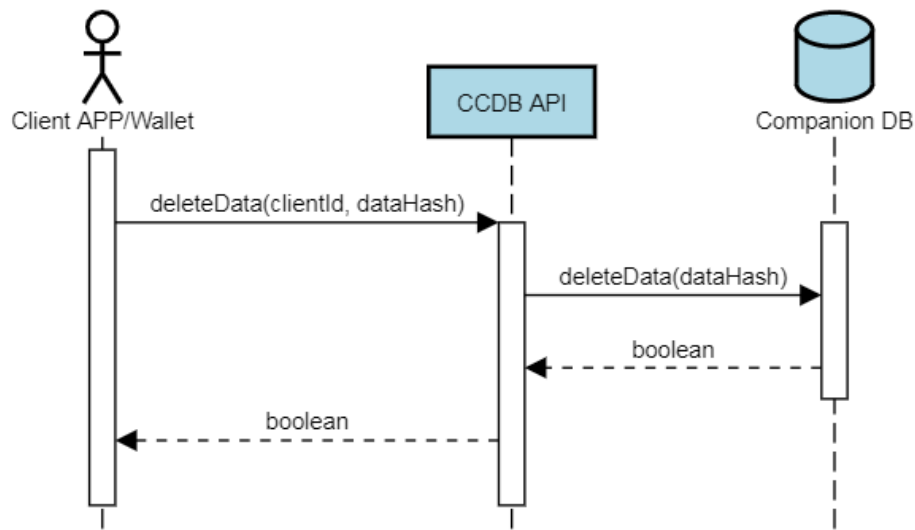 CCDB API
Client APP/Wallet
Companion DB
deleteData(clientId, dataHash)
deleteData(dataHash)
boolean
boolean